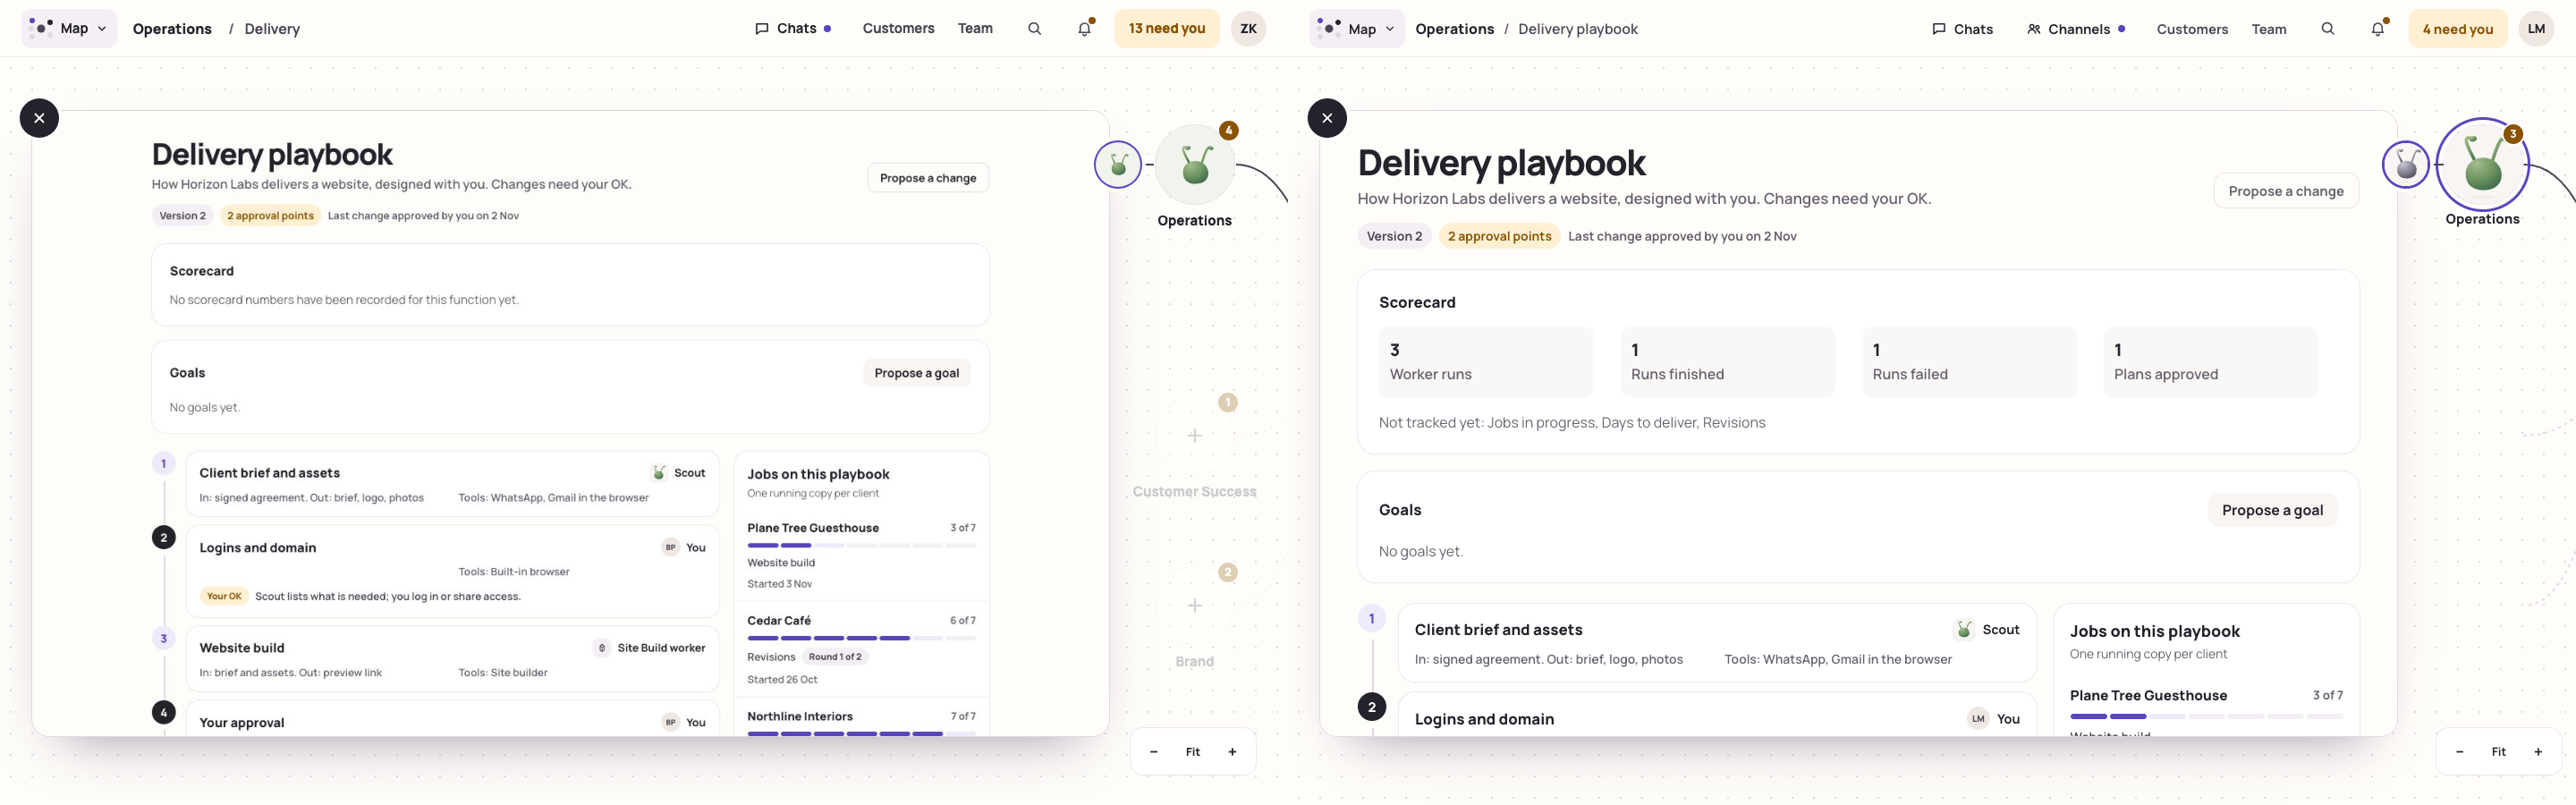 Map
Operations / Delivery
Chats
Customers
Team
13 need you
ZK
Delivery playbook
How Horizon Labs delivers a website, designed with you. Changes need your OK.
Propose a change
Version 2
2 approval points
Last change approved by you on 2 Nov
Scorecard
No scorecard numbers have been recorded for this function yet.
Goals
Propose a goal
No goals yet.
1
Client brief and assets
Scout
In: signed agreement. Out: brief, logo, photos
Tools: WhatsApp, Gmail in the browser
2
Logins and domain
BP
You
Tools: Built-in browser
Your OK
Scout lists what is needed; you log in or share access.
3
Website build
Site Build worker
In: brief and assets. Out: preview link
Tools: Site builder
4
Your approval
BP
You
Jobs on this playbook
One running copy per client
Plane Tree Guesthouse
3 of 7
Website build
Started 3 Nov
Cedar Café
6 of 7
Revisions
Round 1 of 2
Started 26 Oct
Northline Interiors
7 of 7
4
Operations
1
Customer Success
2
Brand
− Fit +
Map
Operations / Delivery playbook
Chats
Channels
Customers
Team
4 need you
LM
Delivery playbook
How Horizon Labs delivers a website, designed with you. Changes need your OK.
Propose a change
Version 2
2 approval points
Last change approved by you on 2 Nov
Scorecard
3
Worker runs
1
Runs finished
1
Runs failed
1
Plans approved
Not tracked yet: Jobs in progress, Days to deliver, Revisions
Goals
Propose a goal
No goals yet.
1
Client brief and assets
Scout
In: signed agreement. Out: brief, logo, photos
Tools: WhatsApp, Gmail in the browser
2
Logins and domain
LM
You
Jobs on this playbook
One running copy per client
Plane Tree Guesthouse
3 of 7
Website build
3
Operations
− Fit +